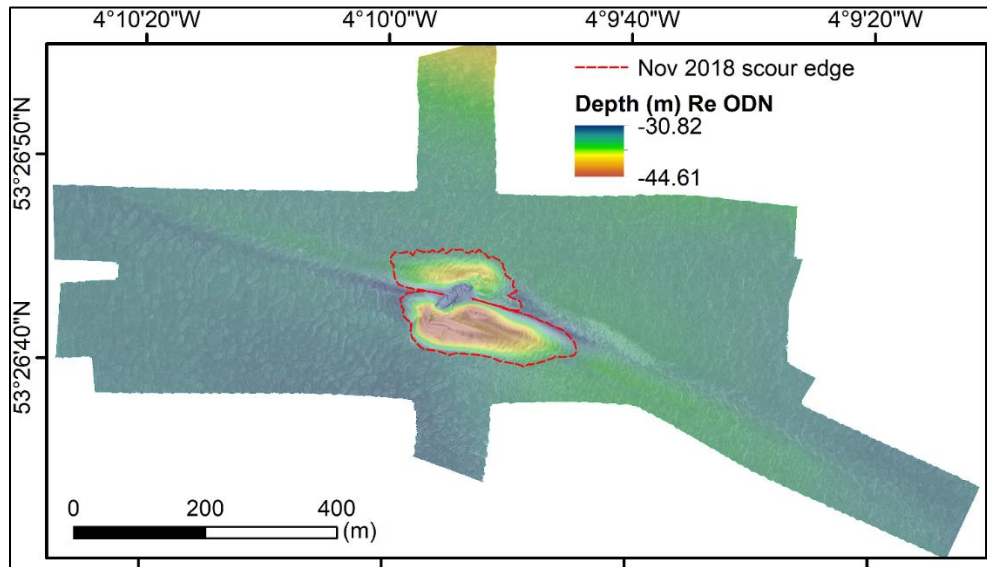 4°10'20"W 4°10'0"W 4°9'40"W 4°9'20"W
Nov 2018 scour edge
Depth (m) Re ODN
-30.82
-44.61
53°26'50"N
53°26'40"N
0 200 400
(m)